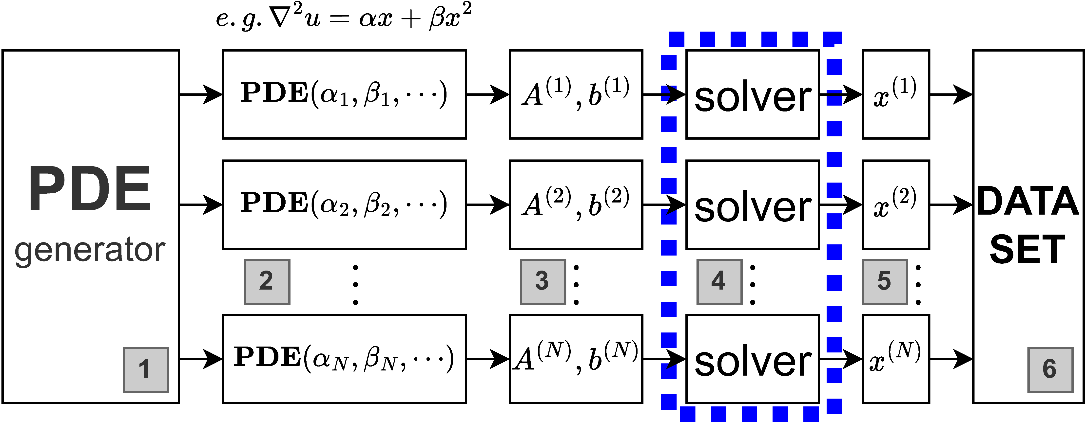 e.g.∇²u = αx + βx²
PDE
generator
1
PDE(α₁, β₁, ⋯)
A⁽¹⁾, b⁽¹⁾
solver
x⁽¹⁾
PDE(α₂, β₂, ⋯)
A⁽²⁾, b⁽²⁾
solver
x⁽²⁾
2
⋮
3
⋮
4
⋮
5
⋮
PDE(α_N, β_N, ⋯)
A⁽ᴺ⁾, b⁽ᴺ⁾
solver
x⁽ᴺ⁾
DATA
SET
6